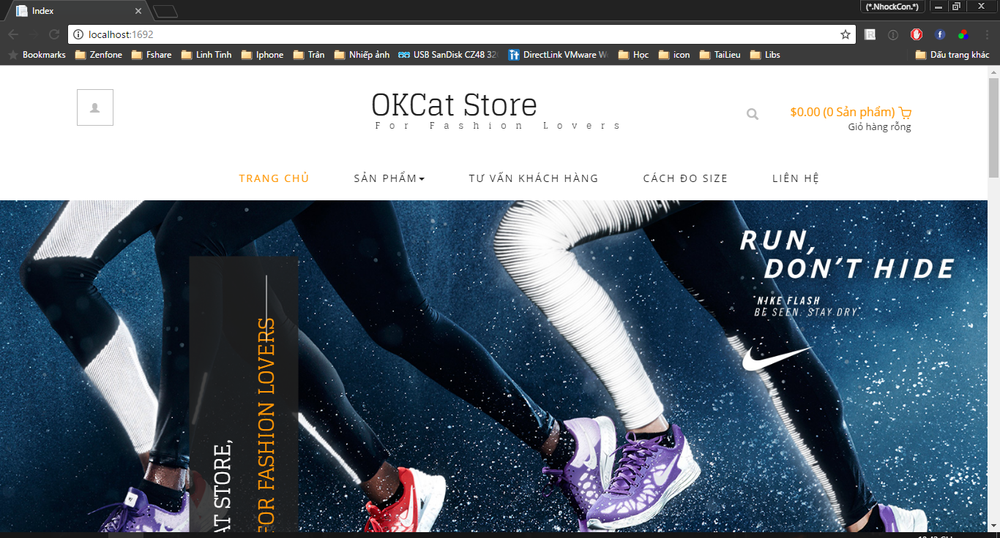 Index
(*.NhockCon.*)
localhost:1692
Bookmarks Zenfone Fshare Linh Tinh Iphone Trân Nhiếp ảnh USB SanDisk CZ48 32 DirectLink VMware Học icon TaiLieu Libs Dấu trang khác
OKCat Store
For Fashion Lovers
$0.00 (0 Sản phẩm)
Giỏ hàng rỗng
TRANG CHỦ SẢN PHẨM TƯ VẤN KHÁCH HÀNG CÁCH ĐO SIZE LIÊN HỆ
RUN,
DON'T HIDE
NIKE FLASH
BE SEEN. STAY DRY.
AT STORE,
FOR FASHION LOVERS